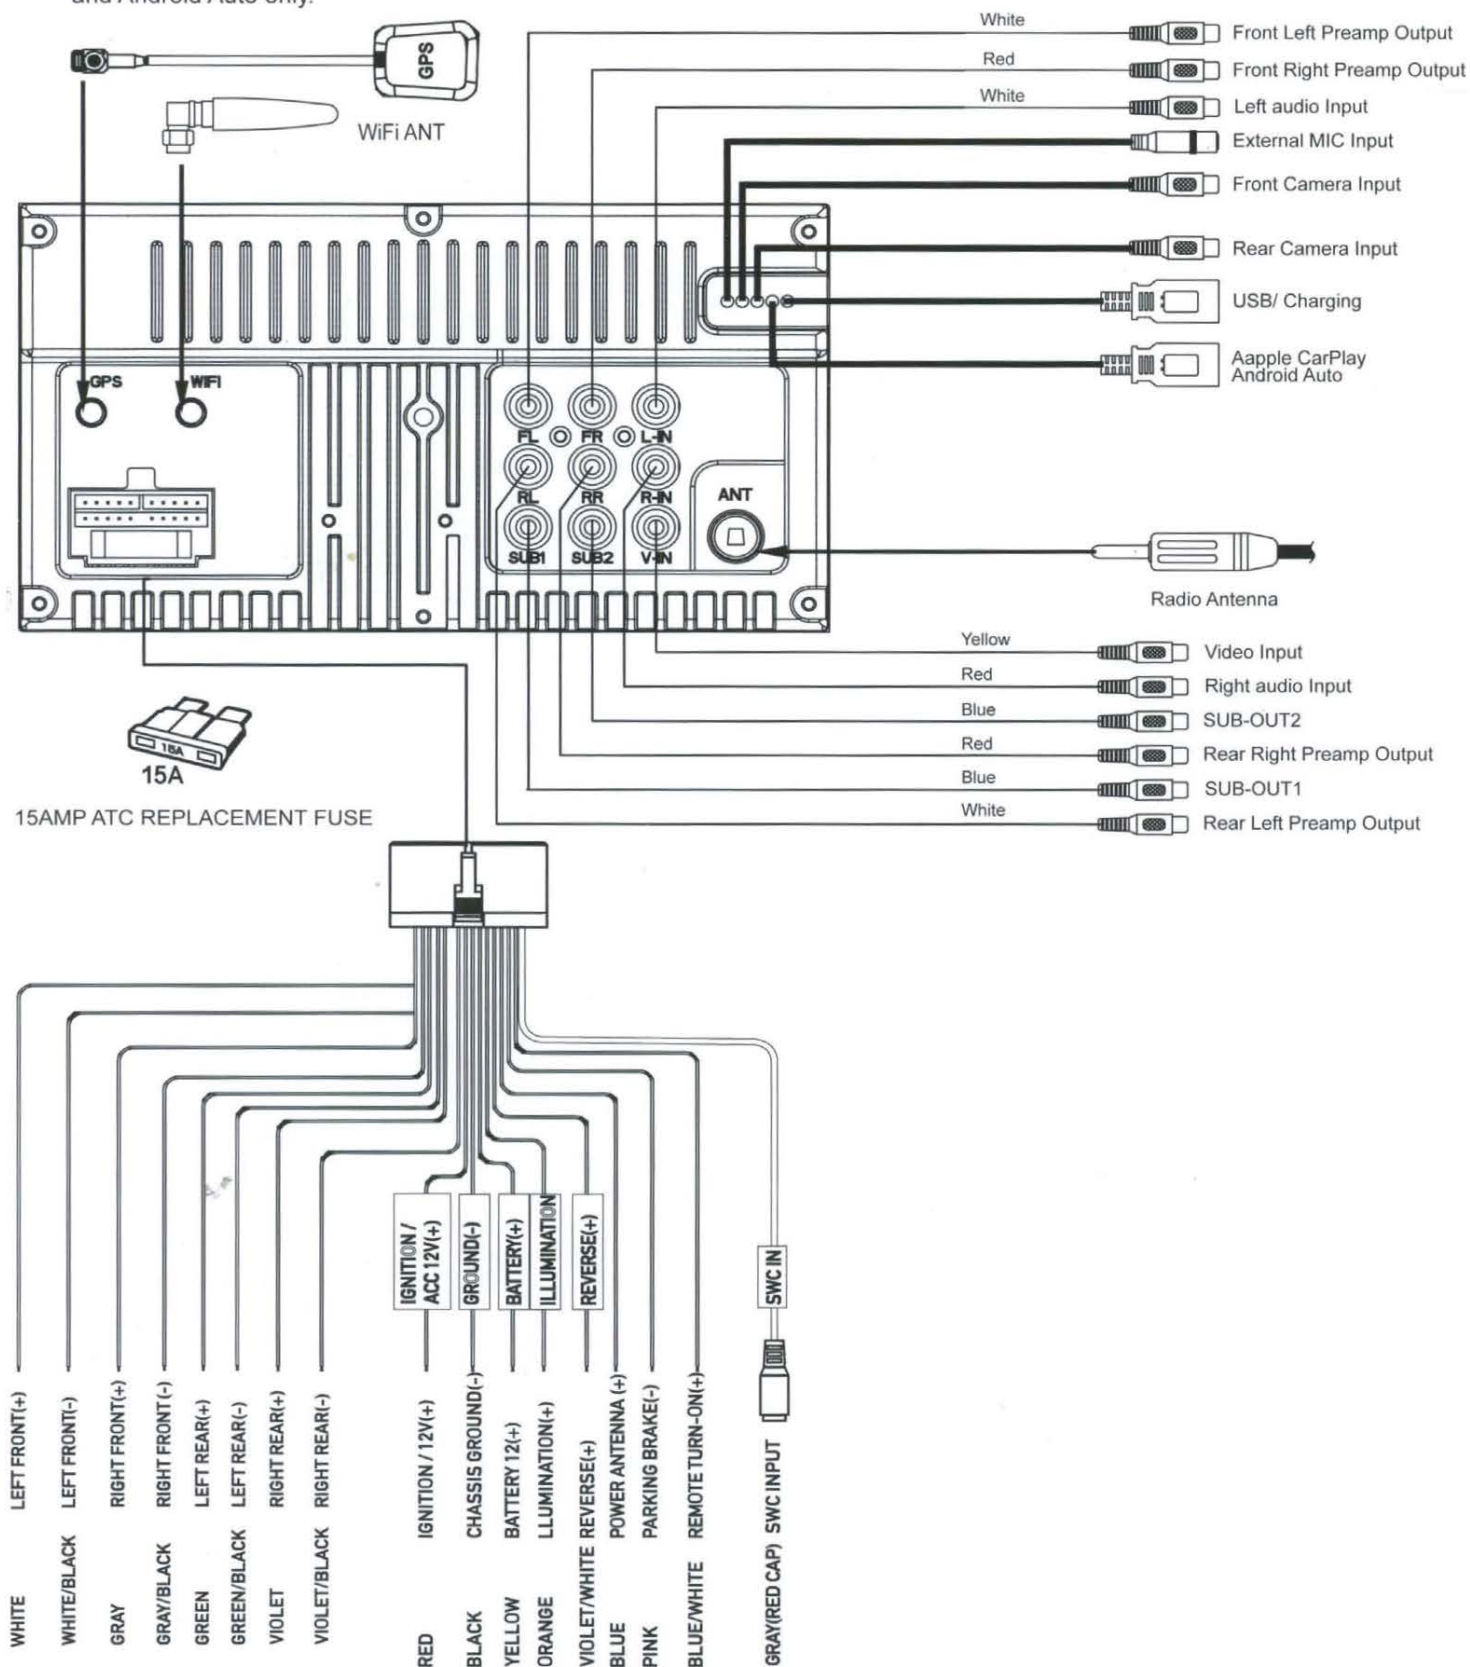 and Android Auto only.
White
Front Left Preamp Output
GPS
Red
Front Right Preamp Output
White
Left audio Input
WiFi ANT
External MIC Input
Front Camera Input
Rear Camera Input
USB/ Charging
Aapple CarPlay
Android Auto
GPS
WIFI
FL
FR
L-IN
RL
RR
R-IN
ANT
SUB1
SUB2
V-IN
Radio Antenna
Yellow
Video Input
Red
Right audio Input
Blue
SUB-OUT2
Red
Rear Right Preamp Output
Blue
SUB-OUT1
White
Rear Left Preamp Output
15A
15A
15AMP ATC REPLACEMENT FUSE
IGNITION /
ACC 12V(+)
GROUND(-)
BATTERY(+)
ILLUMINATION
REVERSE(+)
SWC IN
WHITE LEFT FRONT(+)
WHITE/BLACK LEFT FRONT(-)
GRAY RIGHT FRONT(+)
GRAY/BLACK RIGHT FRONT(-)
GREEN LEFT REAR(+)
GREEN/BLACK LEFT REAR(-)
VIOLET RIGHT REAR(+)
VIOLET/BLACK RIGHT REAR(-)
RED IGNITION / 12V(+)
BLACK CHASSIS GROUND(-)
YELLOW BATTERY 12(+)
ORANGE LLUMINATION(+)
VIOLET/WHITE REVERSE(+)
BLUE POWER ANTENNA (+)
PINK PARKING BRAKE(-)
BLUE/WHITE REMOTE TURN-ON(+)
GRAY(RED CAP) SWC INPUT